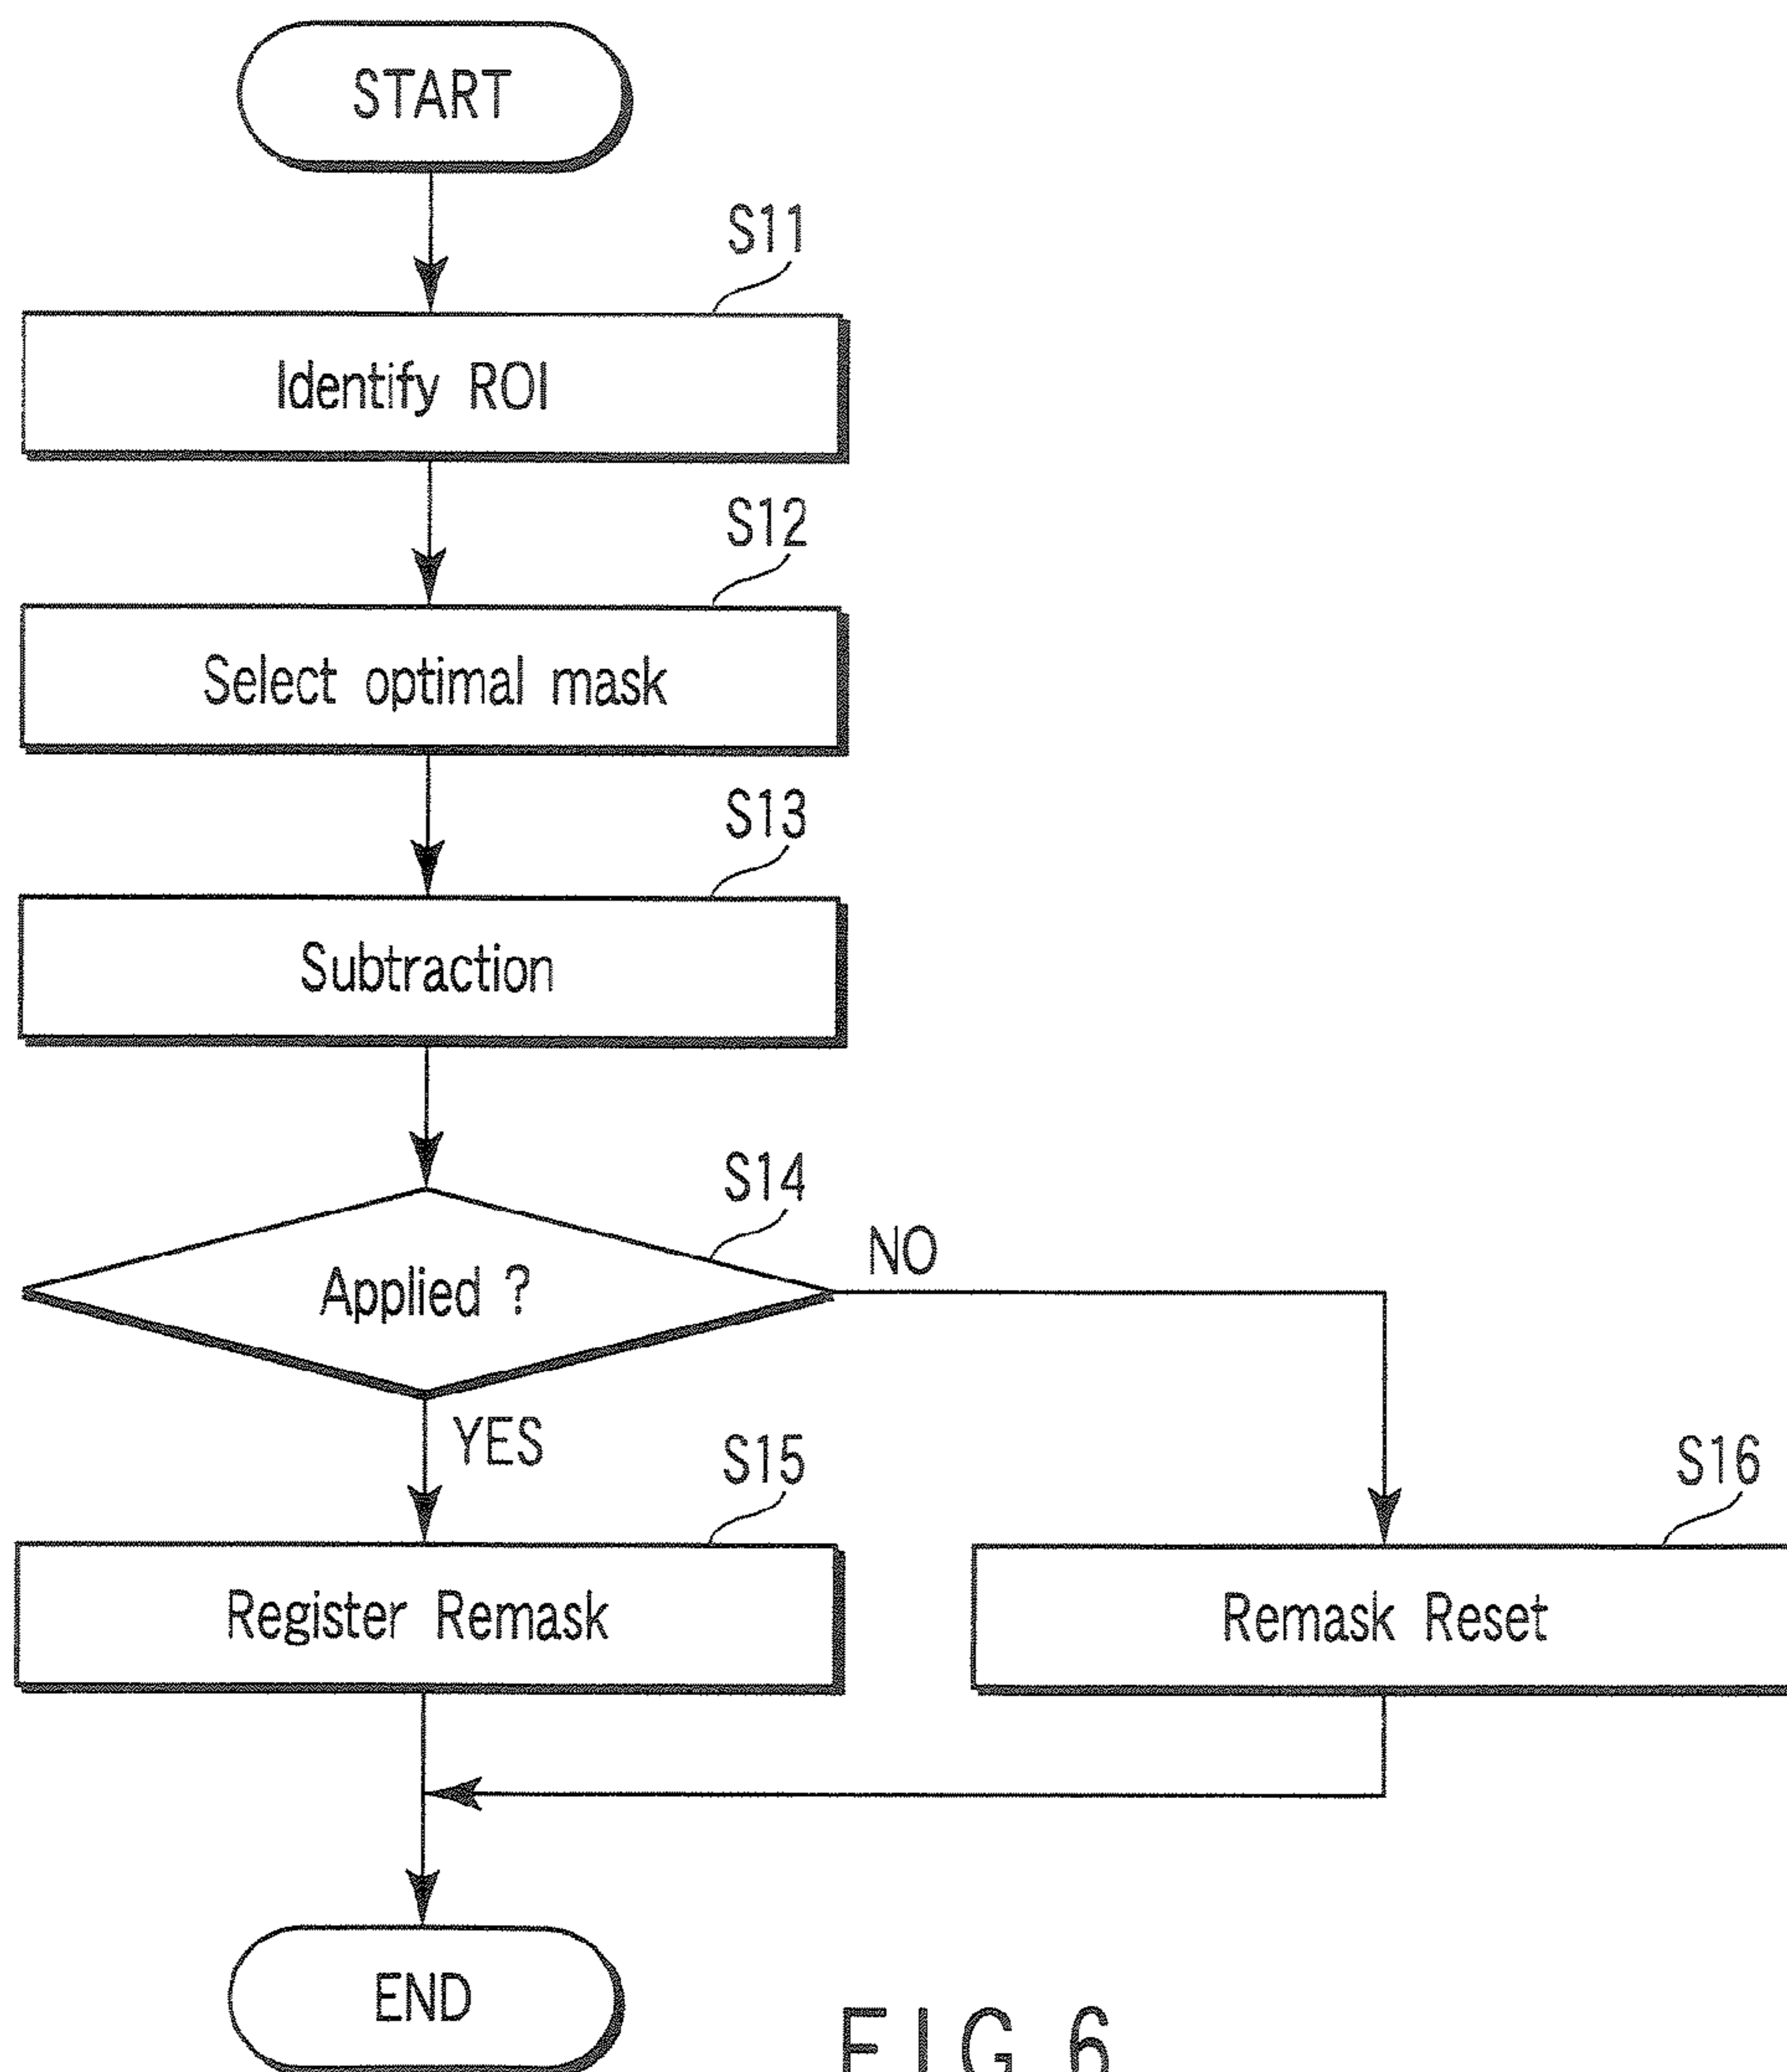 START
S11
Identify ROI
S12
Select optimal mask
S13
Subtraction
S14
Applied ?
NO
YES
S15
Register Remask
S16
Remask Reset
END
FIG. 6